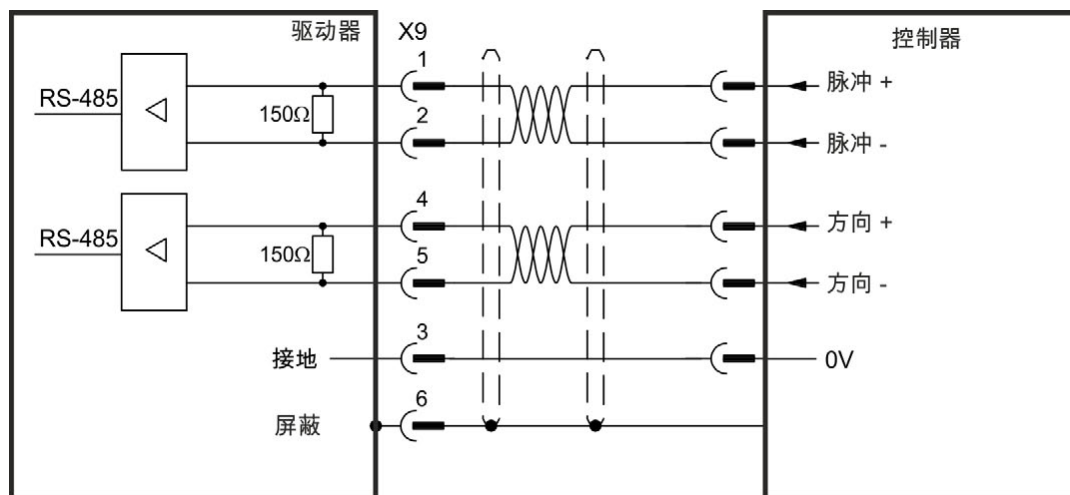 驱动器
X9
控制器
1
脉冲 +
RS-485
150Ω
2
脉冲 -
4
方向 +
RS-485
150Ω
5
方向 -
3
接地
0V
6
屏蔽